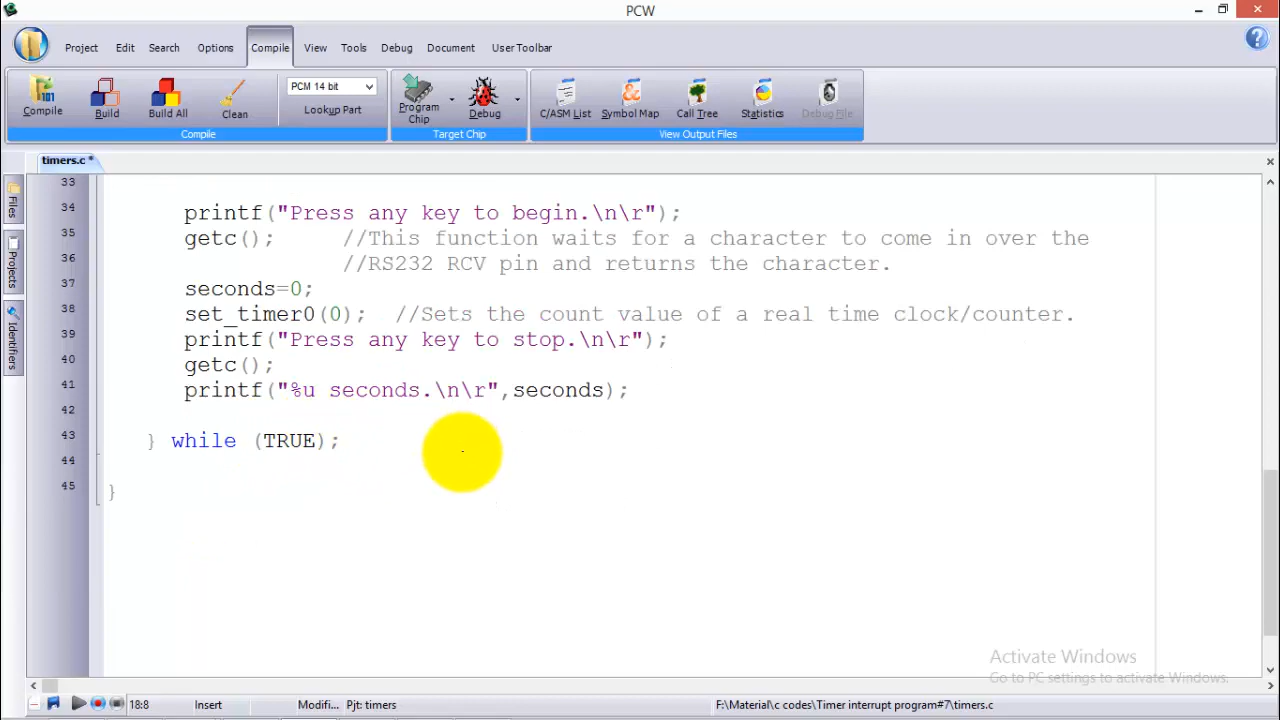 PCW
Project Edit Search Options Compile View Tools Debug Document User Toolbar
Compile Build Build All Clean PCM 14 bit Lookup Part Program Chip Debug C/ASM List Symbol Map Call Tree Statistics Debug File
Compile Target Chip View Output Files
timers.c *
Files
Projects
Identifiers
33
34 printf("Press any key to begin.\n\r");
35 getc(); //This function waits for a character to come in over the
36 //RS232 RCV pin and returns the character.
37 seconds=0;
38 set_timer0(0); //Sets the count value of a real time clock/counter.
39 printf("Press any key to stop.\n\r");
40 getc();
41 printf("%u seconds.\n\r",seconds);
42
43 } while (TRUE);
44
45 }
Activate Windows
Go to PC settings to activate Windows.
18:8 Insert Modifi... Pjt: timers F:\Material\c codes\Timer interrupt program#7\timers.c